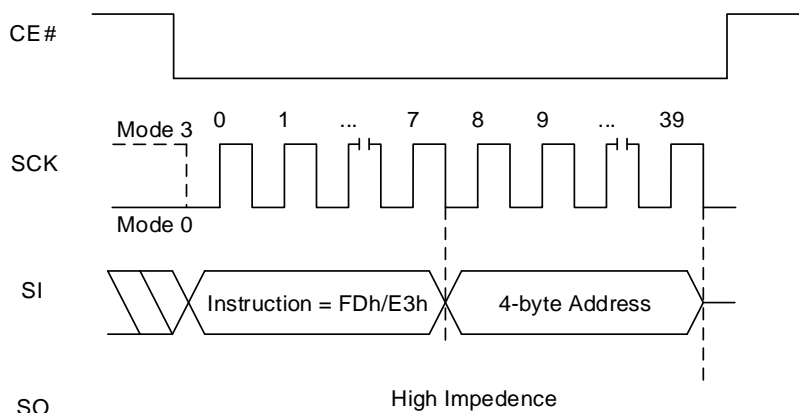 CE#
0 1 ... 7 8 9 ... 39
Mode 3
SCK
Mode 0
SI
Instruction = FDh/E3h
4-byte Address
High Impedence
SO